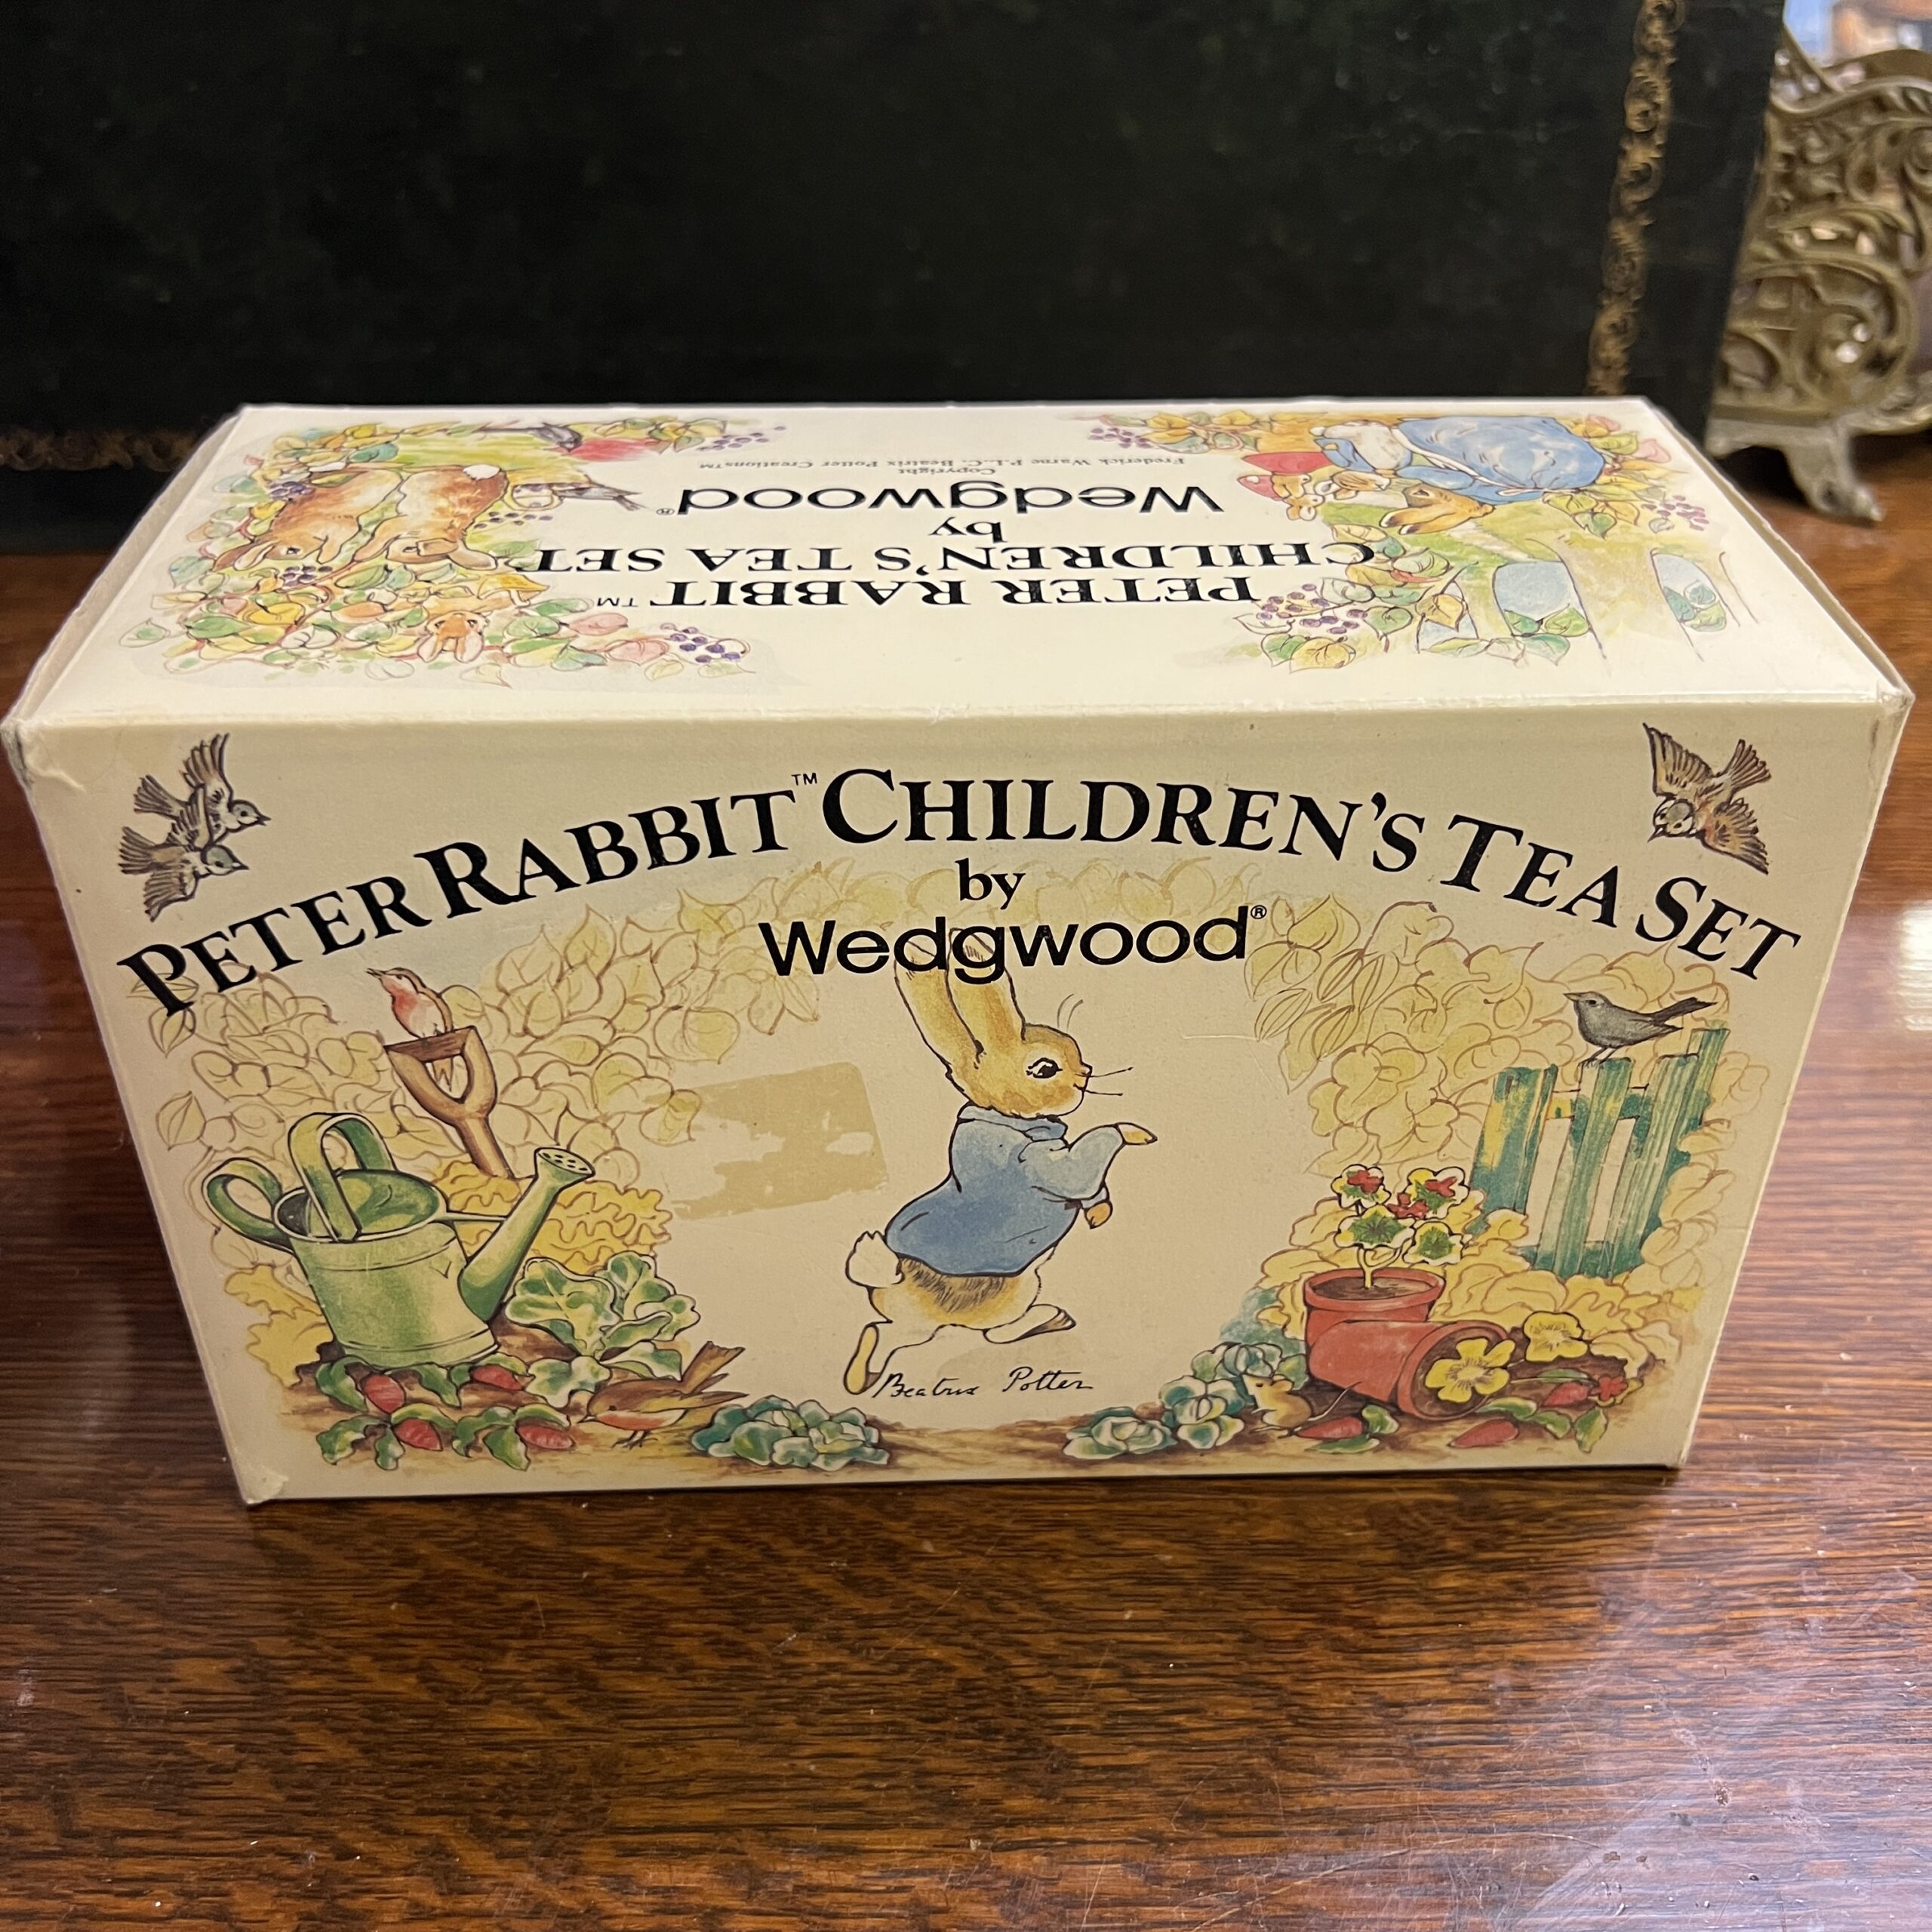 PETER RABBIT™
CHILDREN'S TEA SET
by
Wedgwood®
Copyright
Frederick Warne P.L.C. Beatrix Potter Creations™
PETER RABBIT™ CHILDREN'S TEA SET
by
Wedgwood®
Beatrix Potter